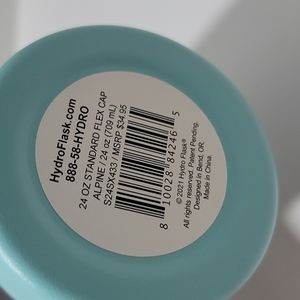 HydroFlask.com
888-58-HYDRO
24 OZ STANDARD FLEX CAP
ALPINE / 24 oz (709 mL)
S24SX433 / MSRP $34.95
8 10028 84246 5
© 2021 Hydro Flask®
All rights reserved. Patent Pending.
Designed in Bend, OR.
Made in China.